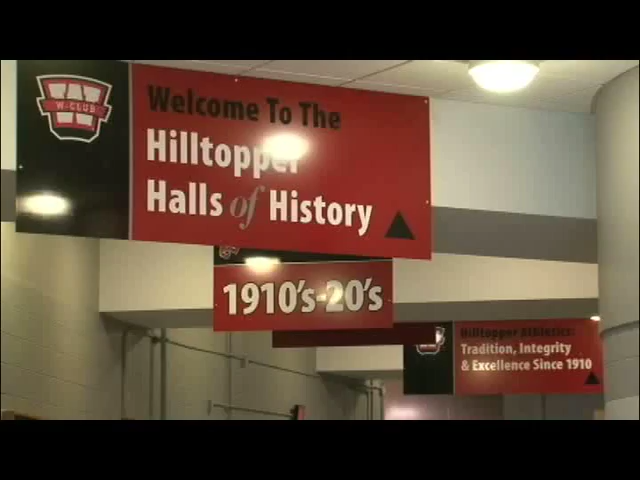 W-CLUB
Welcome To The
Hilltopper
Halls of History
1910's-20's
Hilltopper Athletics:
Tradition, Integrity
& Excellence Since 1910